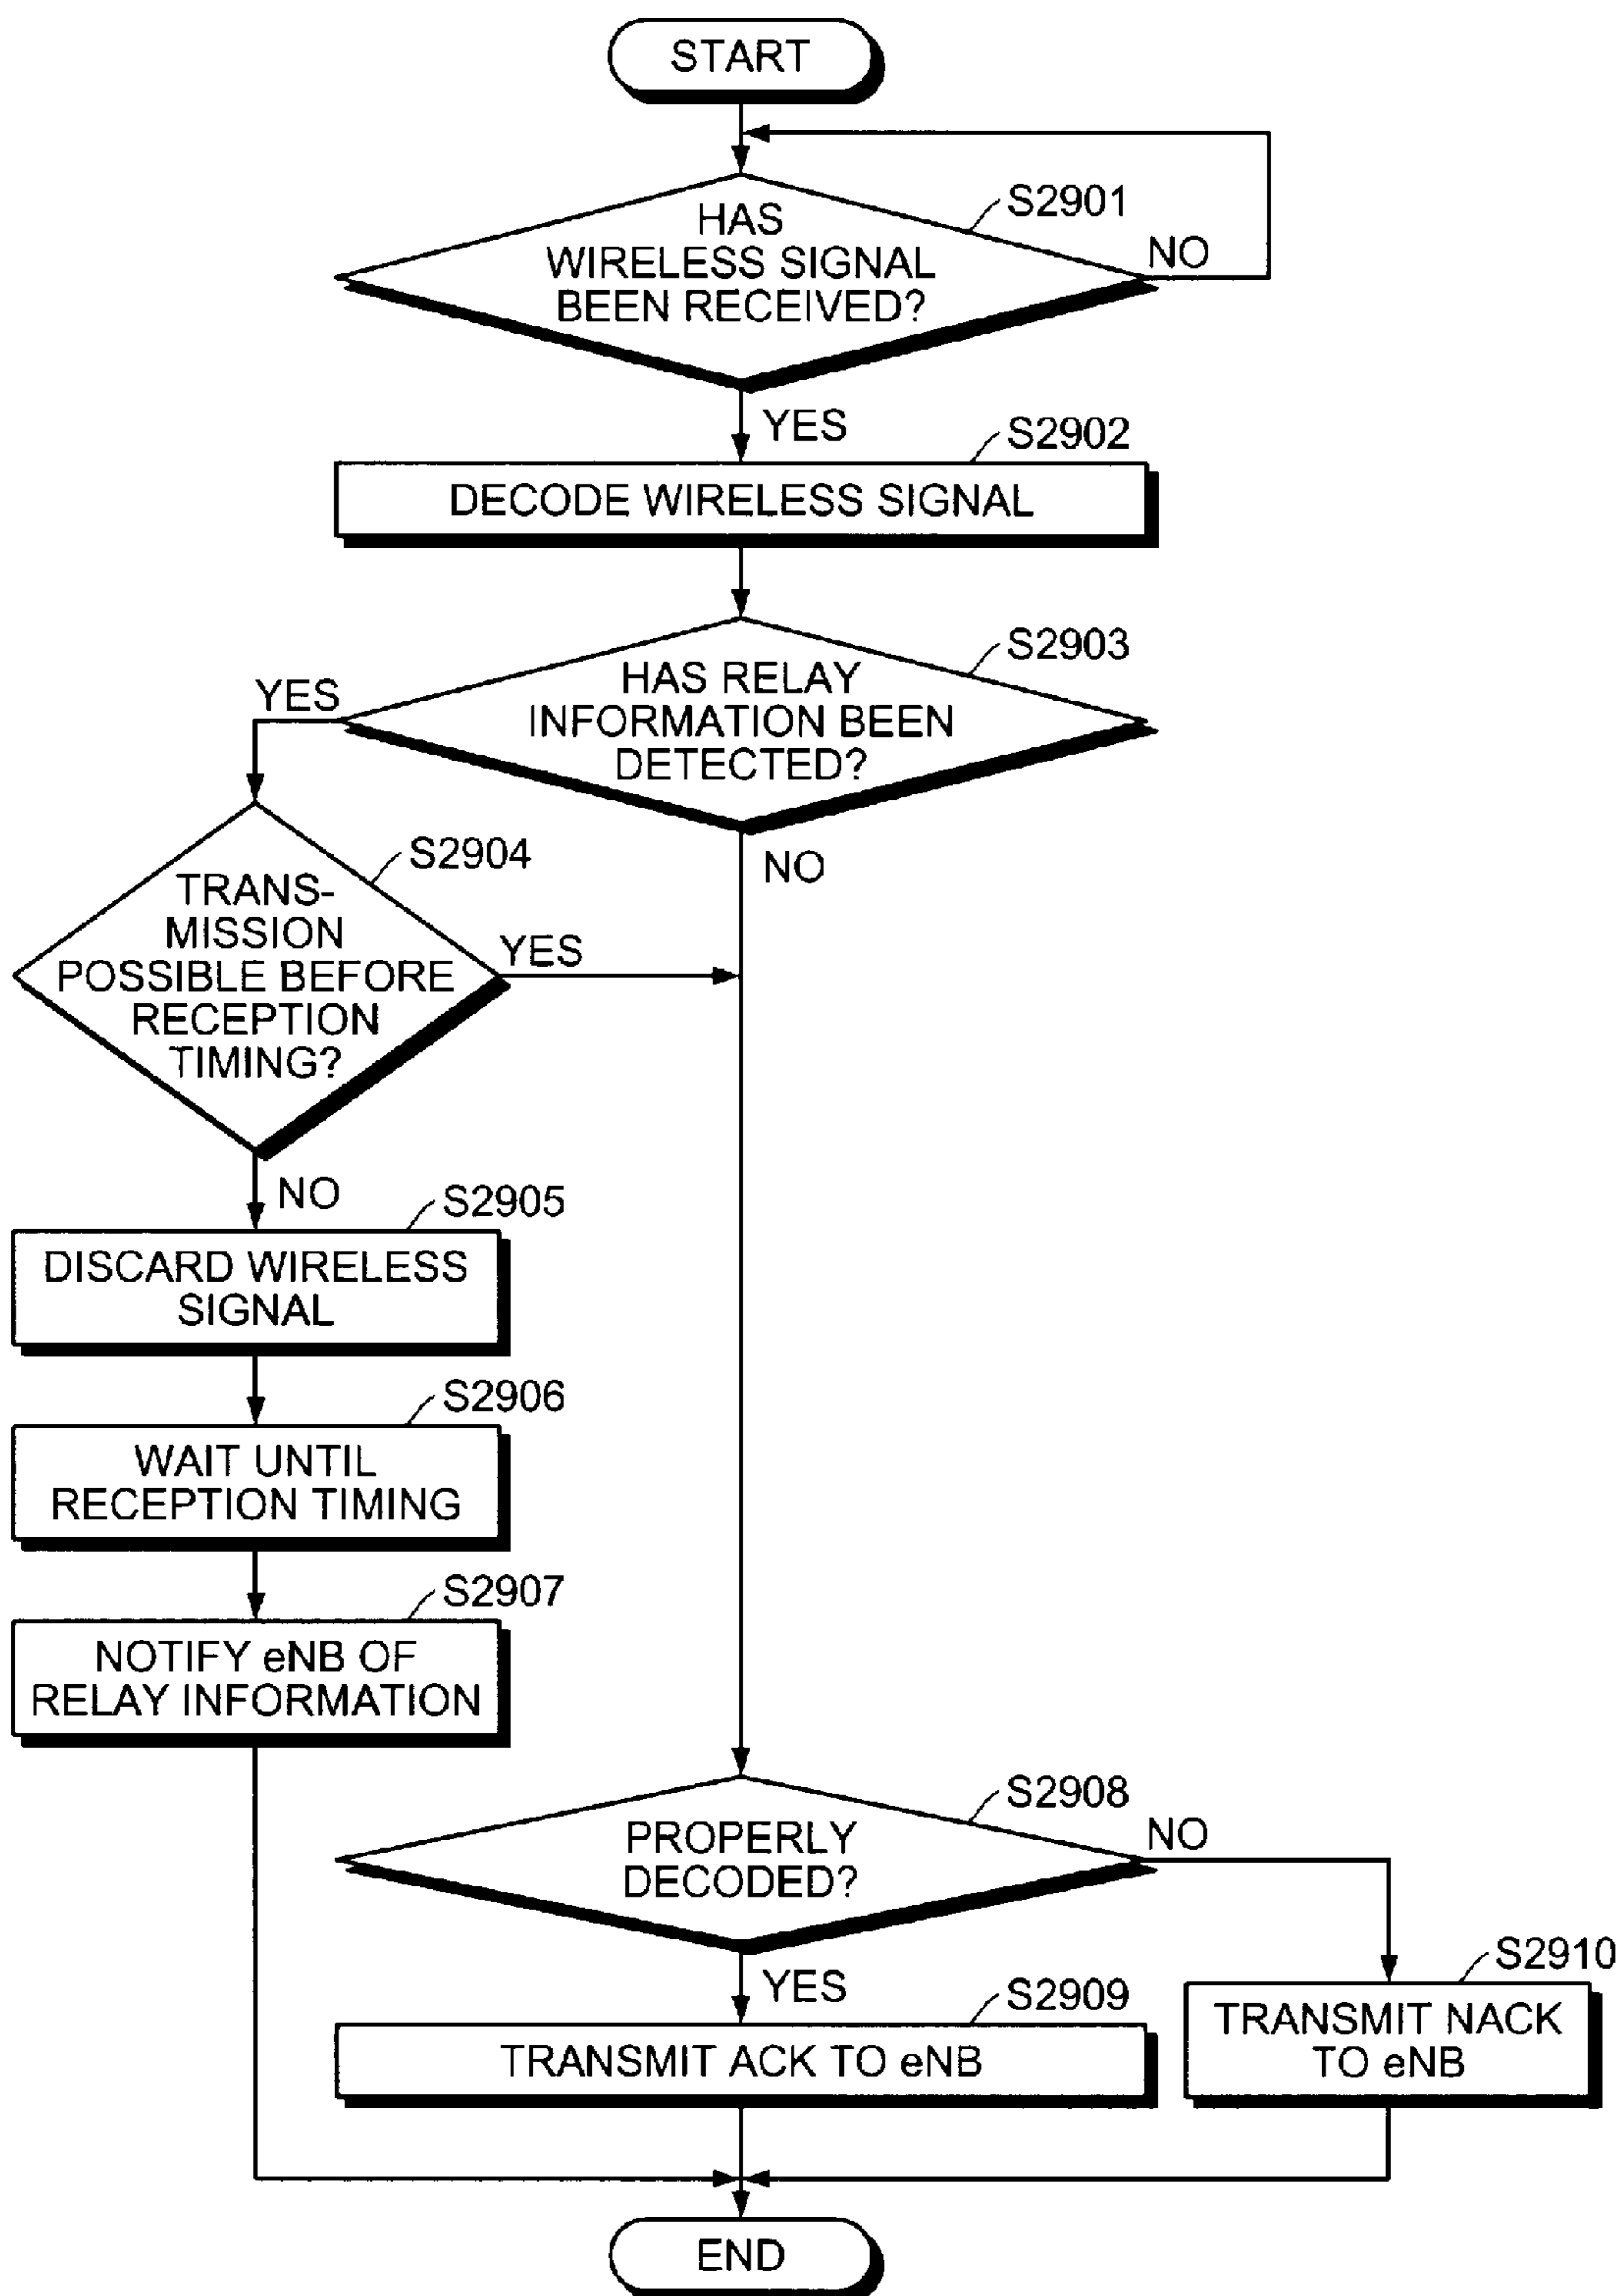 START
S2901
HAS
WIRELESS SIGNAL
BEEN RECEIVED?
NO
YES
S2902
DECODE WIRELESS SIGNAL
S2903
HAS RELAY
INFORMATION BEEN
DETECTED?
YES
NO
S2904
TRANS-
MISSION
POSSIBLE BEFORE
RECEPTION
TIMING?
YES
NO
S2905
DISCARD WIRELESS
SIGNAL
S2906
WAIT UNTIL
RECEPTION TIMING
S2907
NOTIFY eNB OF
RELAY INFORMATION
S2908
PROPERLY
DECODED?
NO
YES
S2909
TRANSMIT ACK TO eNB
S2910
TRANSMIT NACK
TO eNB
END